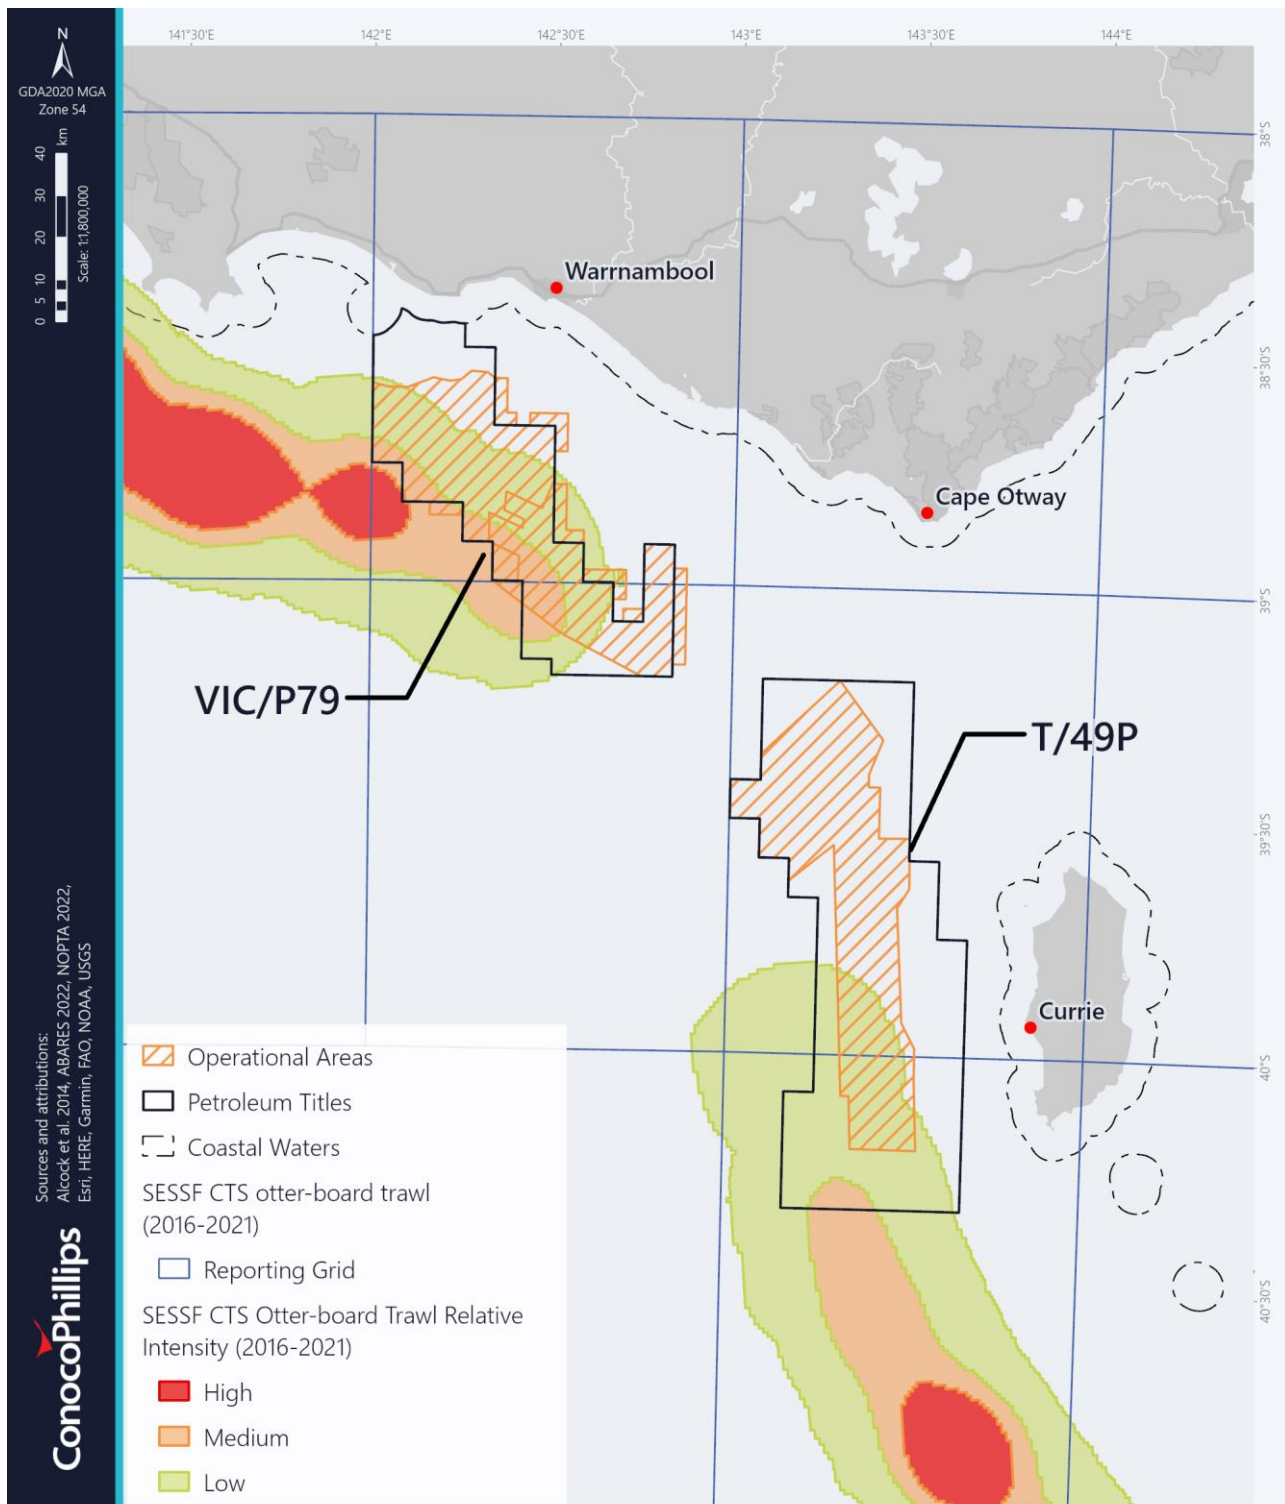 141°30'E 142°E 142°30'E 143°E 143°30'E 144°E
N
GDA2020 MGA
Zone 54
0 5 10 20 30 40 km
Scale: 1:1,800,000
38°S
38°30'S
39°S
39°30'S
40°S
40°30'S
Warrnambool
Cape Otway
VIC/P79
T/49P
Currie
Sources and attributions:
Alcock et al. 2014, ABARES 2022, NOPTA 2022,
Esri, HERE, Garmin, FAO, NOAA, USGS
ConocoPhillips
Operational Areas
Petroleum Titles
Coastal Waters
SESSF CTS otter-board trawl
(2016-2021)
Reporting Grid
SESSF CTS Otter-board Trawl Relative
Intensity (2016-2021)
High
Medium
Low